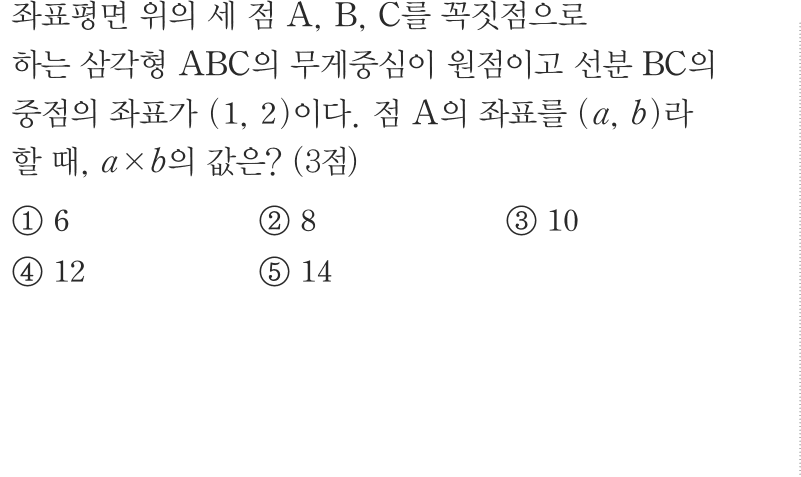 좌표평면 위의 세 점 A, B, C를 꼭짓점으로
하는 삼각형 ABC의 무게중심이 원점이고 선분 BC의
중점의 좌표가 (1, 2)이다. 점 A의 좌표를 (a, b)라
할 때, a×b의 값은? (3점)
① 6 ② 8 ③ 10
④ 12 ⑤ 14